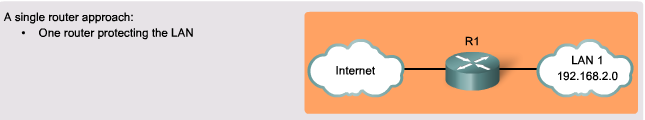 A single router approach:
• One router protecting the LAN
R1
Internet
LAN 1
192.168.2.0